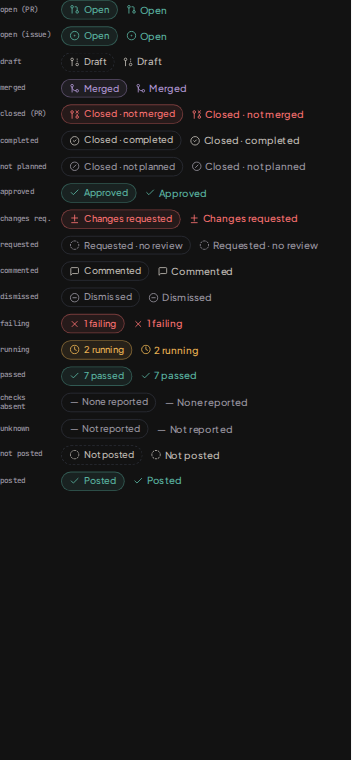 open (PR) Open Open
open (issue) Open Open
draft Draft Draft
merged Merged Merged
closed (PR) Closed · not merged Closed · not merged
completed Closed · completed Closed · completed
not planned Closed · not planned Closed · not planned
approved Approved Approved
changes req. Changes requested Changes requested
requested Requested · no review Requested · no review
commented Commented Commented
dismissed Dismissed Dismissed
failing 1 failing 1 failing
running 2 running 2 running
passed 7 passed 7 passed
checks
absent — None reported — None reported
unknown — Not reported — Not reported
not posted Not posted Not posted
posted Posted Posted